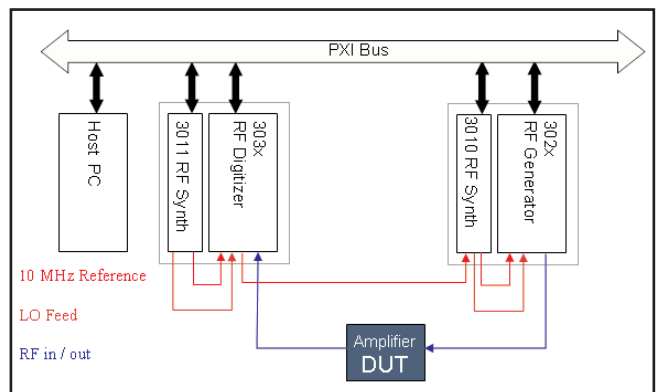 PXI Bus
Host PC
3011 RF Synth
303x
RF Digitizer
3010 RF Synth
302x
RF Generator
10 MHz Reference
LO Feed
RF in / out
Amplifier
DUT